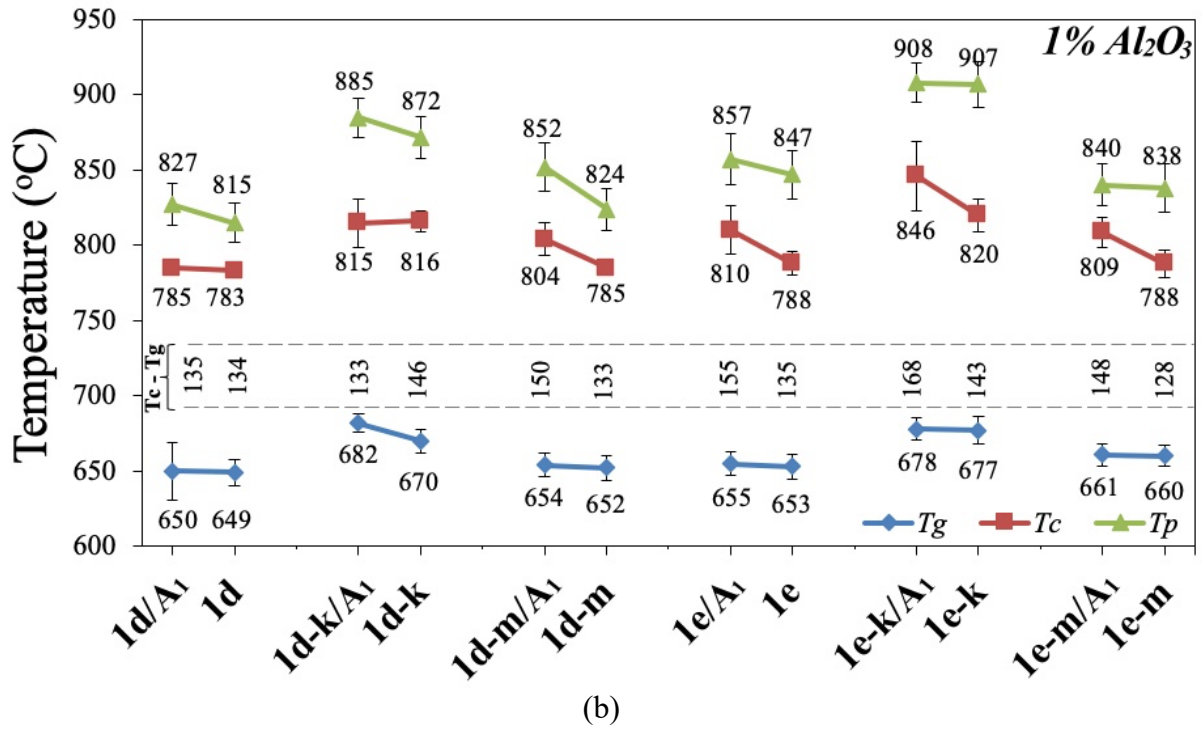 1% Al₂O₃
Temperature (°C)
950
900
850
800
750
700
650
600
827 815 885 872 852 824 857 847 908 907 840 838
785 783 815 816 804 785 810 788 846 820 809 788
Tc - Tg
135 134 133 146 150 133 155 135 168 143 148 128
650 649 682 670 654 652 655 653 678 677 661 660
Tg Tc Tp
1d/A₁ 1d 1d-k/A₁ 1d-k 1d-m/A₁ 1d-m 1e/A₁ 1e 1e-k/A₁ 1e-k 1e-m/A₁ 1e-m
(b)